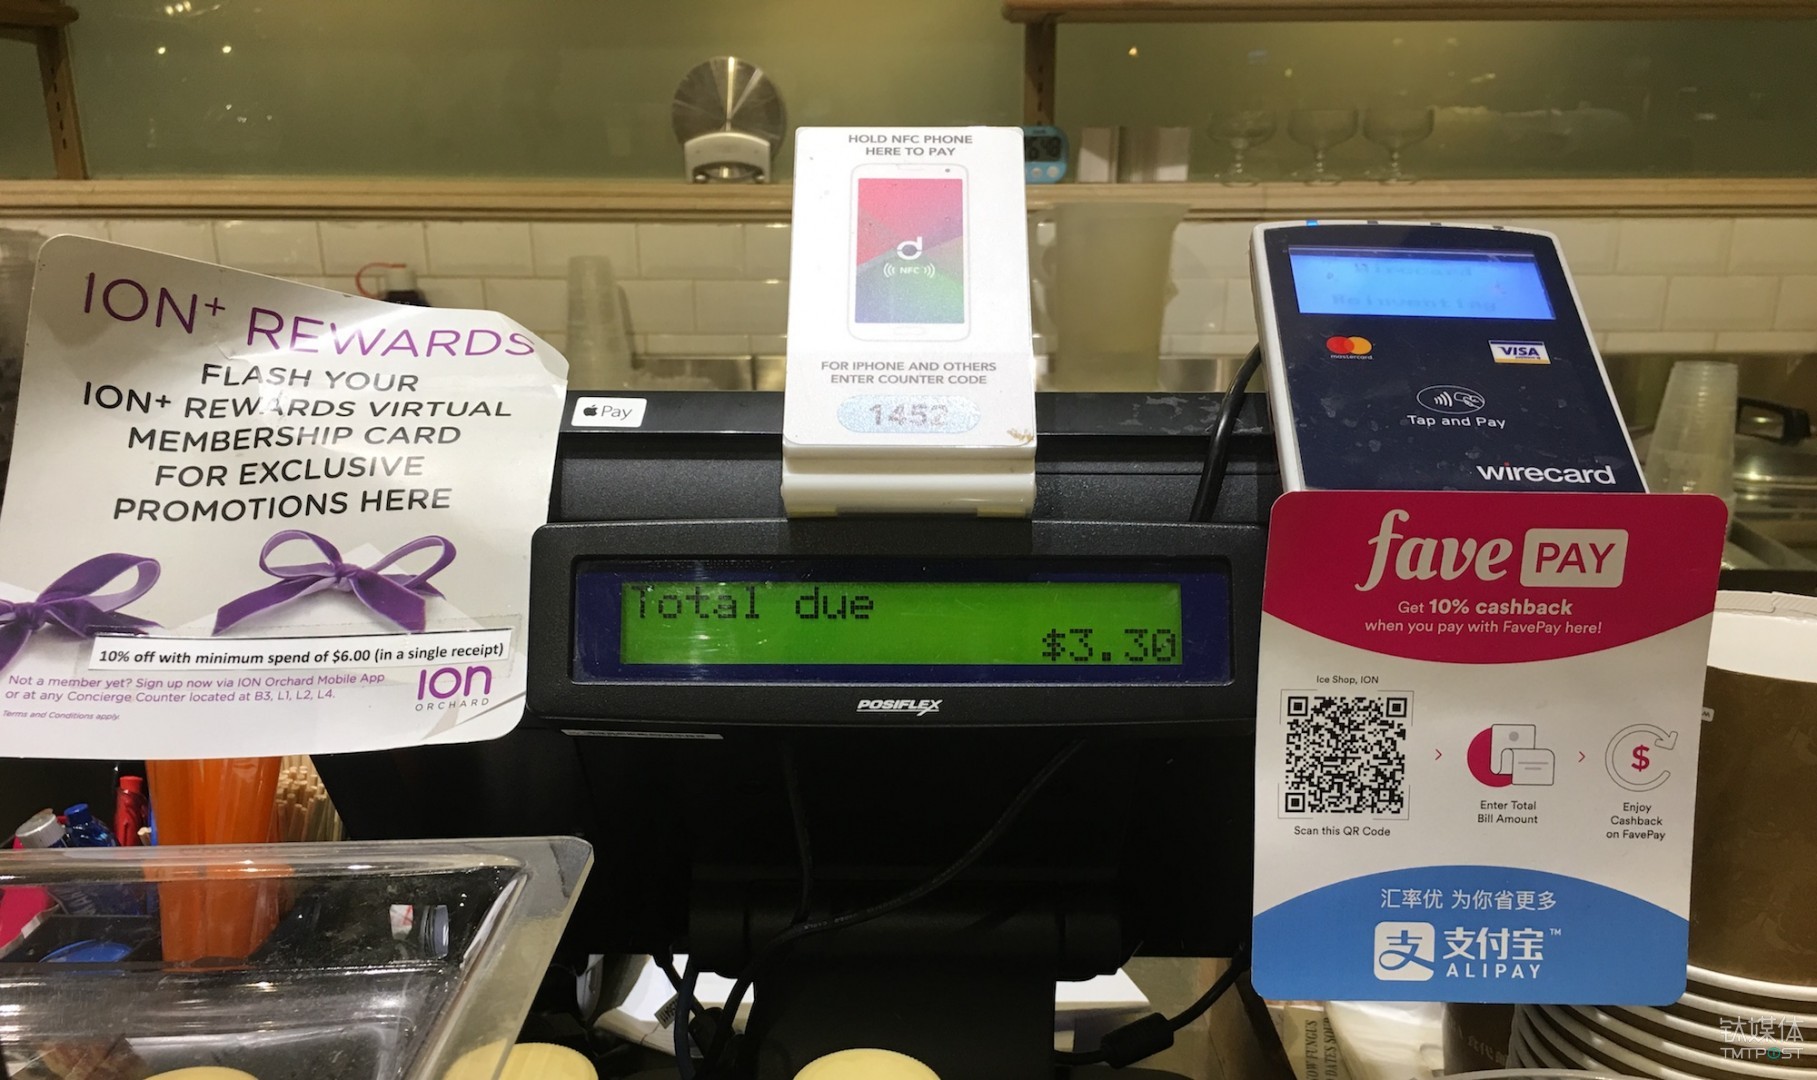 ION+ REWARDS
FLASH YOUR
ION+ REWARDS VIRTUAL
MEMBERSHIP CARD
FOR EXCLUSIVE
PROMOTIONS HERE
10% off with minimum spend of $6.00 (in a single receipt)
Not a member yet? Sign up now via ION Orchard Mobile App
or at any Concierge Counter located at B3, L1, L2, L4.
Terms and Conditions apply.
ion
ORCHARD
Pay
HOLD NFC PHONE
HERE TO PAY
d
NFC
FOR IPHONE AND OTHERS
ENTER COUNTER CODE
1452
Total due
$3.30
POSIFLEX
mastercard
VISA
Tap and Pay
wirecard
fave PAY
Get 10% cashback
when you pay with FavePay here!
Ice Shop, ION
Scan this QR Code
Enter Total
Bill Amount
$
Enjoy
Cashback
on FavePay
汇率优 为你省更多
支 支付宝™
ALIPAY
钛媒体
TMTPOST